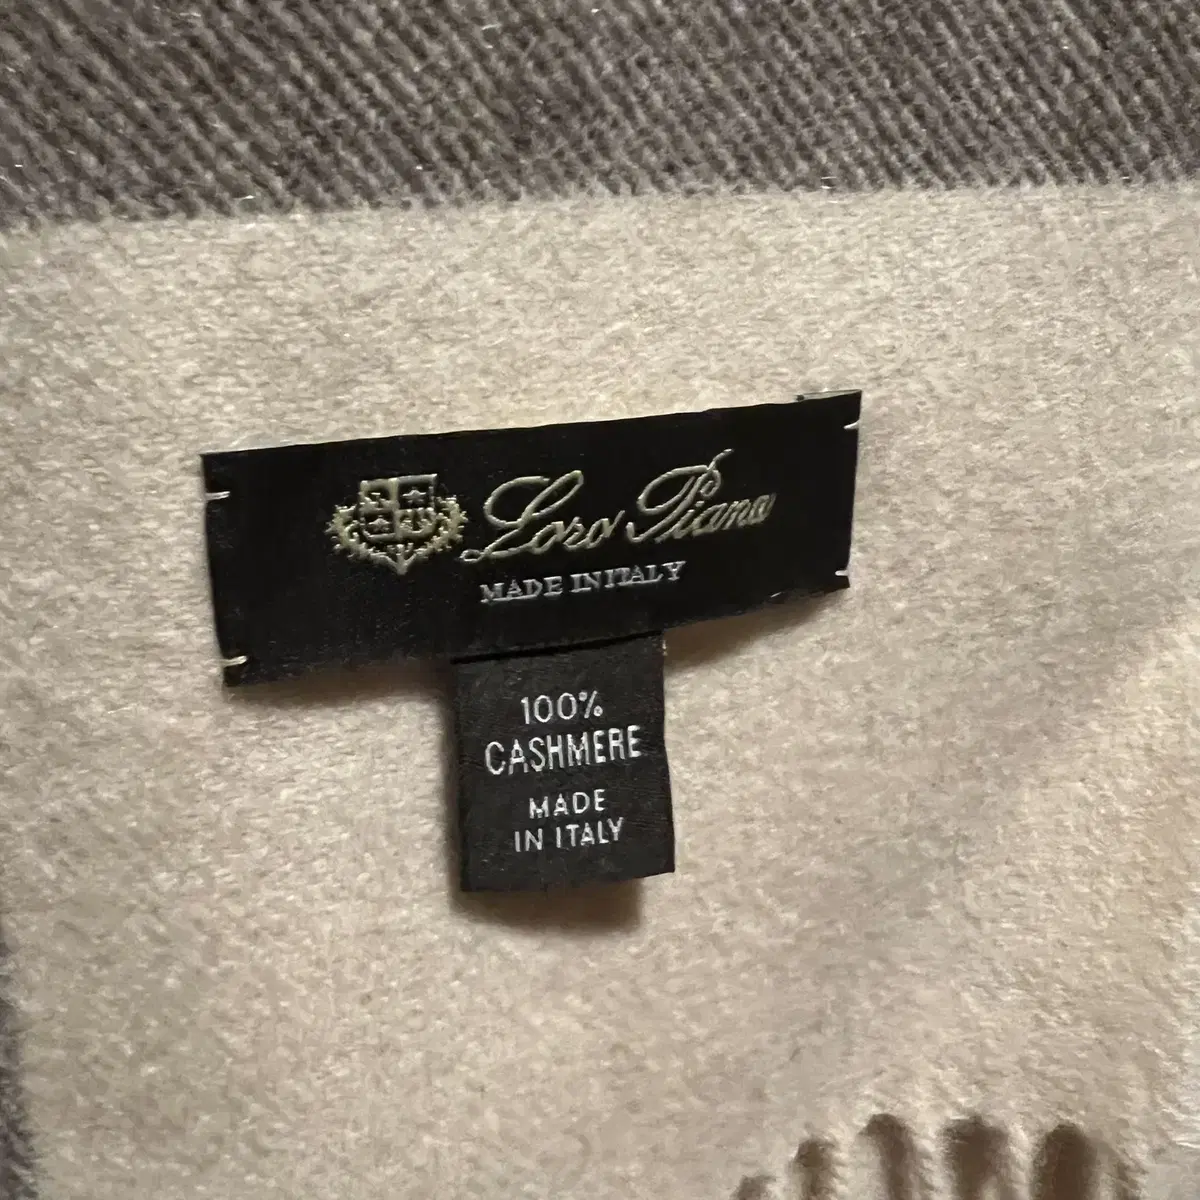 Loro Piana
MADE IN ITALY
100%
CASHMERE
MADE
IN ITALY